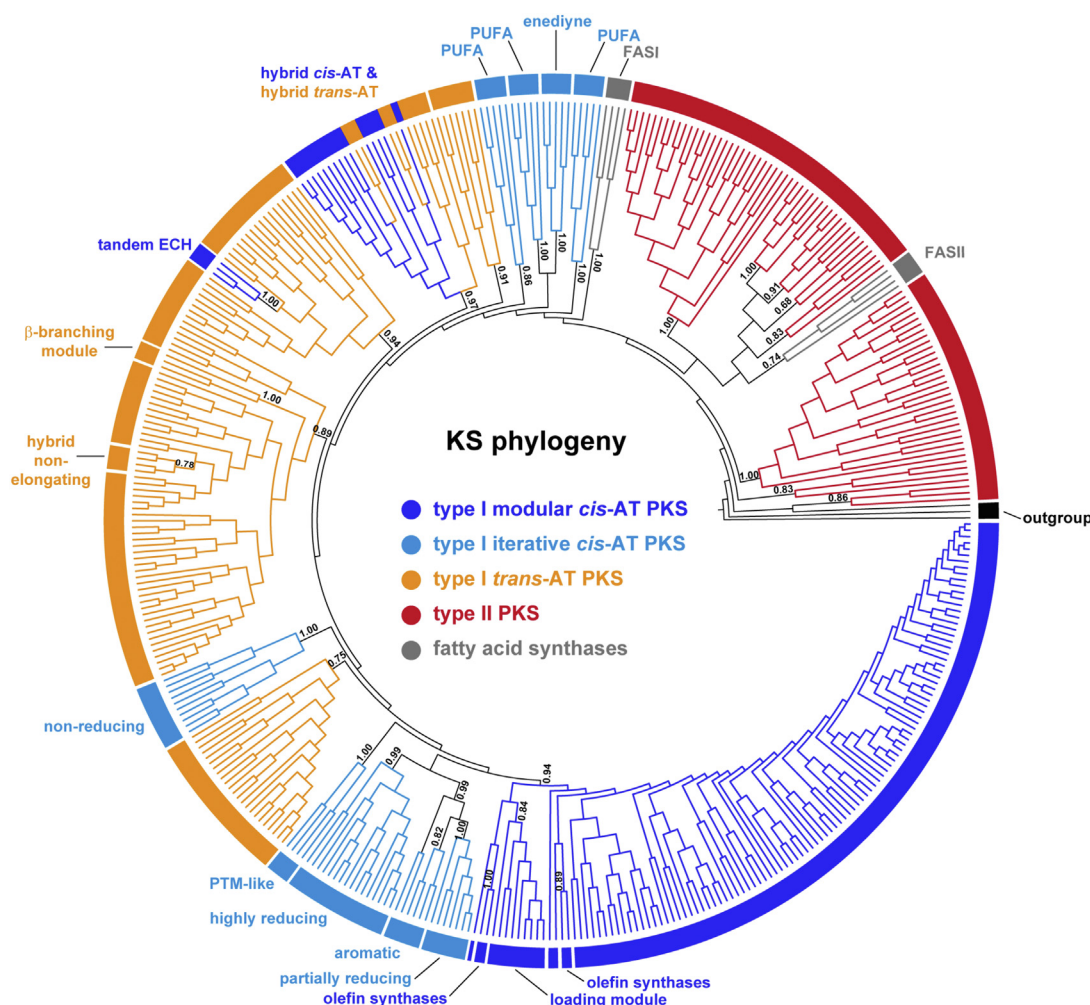 enediyne
PUFA
PUFA
PUFA
FASI
hybrid cis-AT &
hybrid trans-AT
tandem ECH
FASII
β-branching
module
hybrid
non-
elongating
KS phylogeny
type I modular cis-AT PKS
type I iterative cis-AT PKS
type I trans-AT PKS
type II PKS
fatty acid synthases
outgroup
non-reducing
PTM-like
highly reducing
aromatic
partially reducing
olefin synthases
olefin synthases
loading module
0.97
0.91
0.86
1.00
1.00
1.00
1.00
1.00
1.00
0.91
0.68
0.83
0.74
1.00
0.83
0.86
1.00
0.94
1.00
0.89
0.78
1.00
0.75
1.00
0.99
0.99
0.82
1.00
0.94
0.84
1.00
0.89